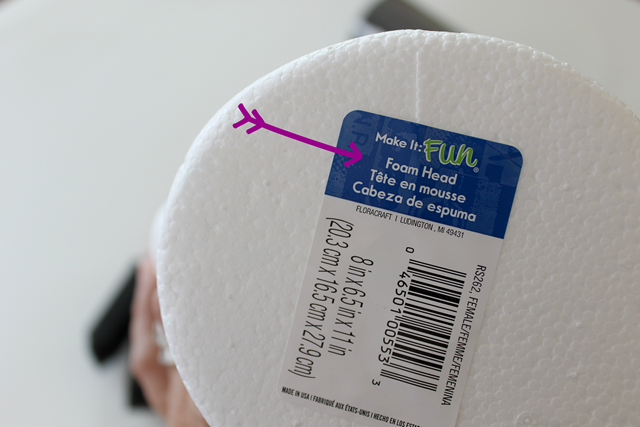 Make It: Fun®
Foam Head
Tête en mousse
Cabeza de espuma
FLORACRAFT | LUDINGTON, MI 49431
8 in x 6.5 in x 11 in
(20.3 cm x 16.5 cm x 27.9 cm)
0 46501 00553 3
RS262, FEMALE/FEMME/FEMENINA
MADE IN USA | FABRIQUÉ AUX ÉTATS-UNIS | HECHO EN LOS